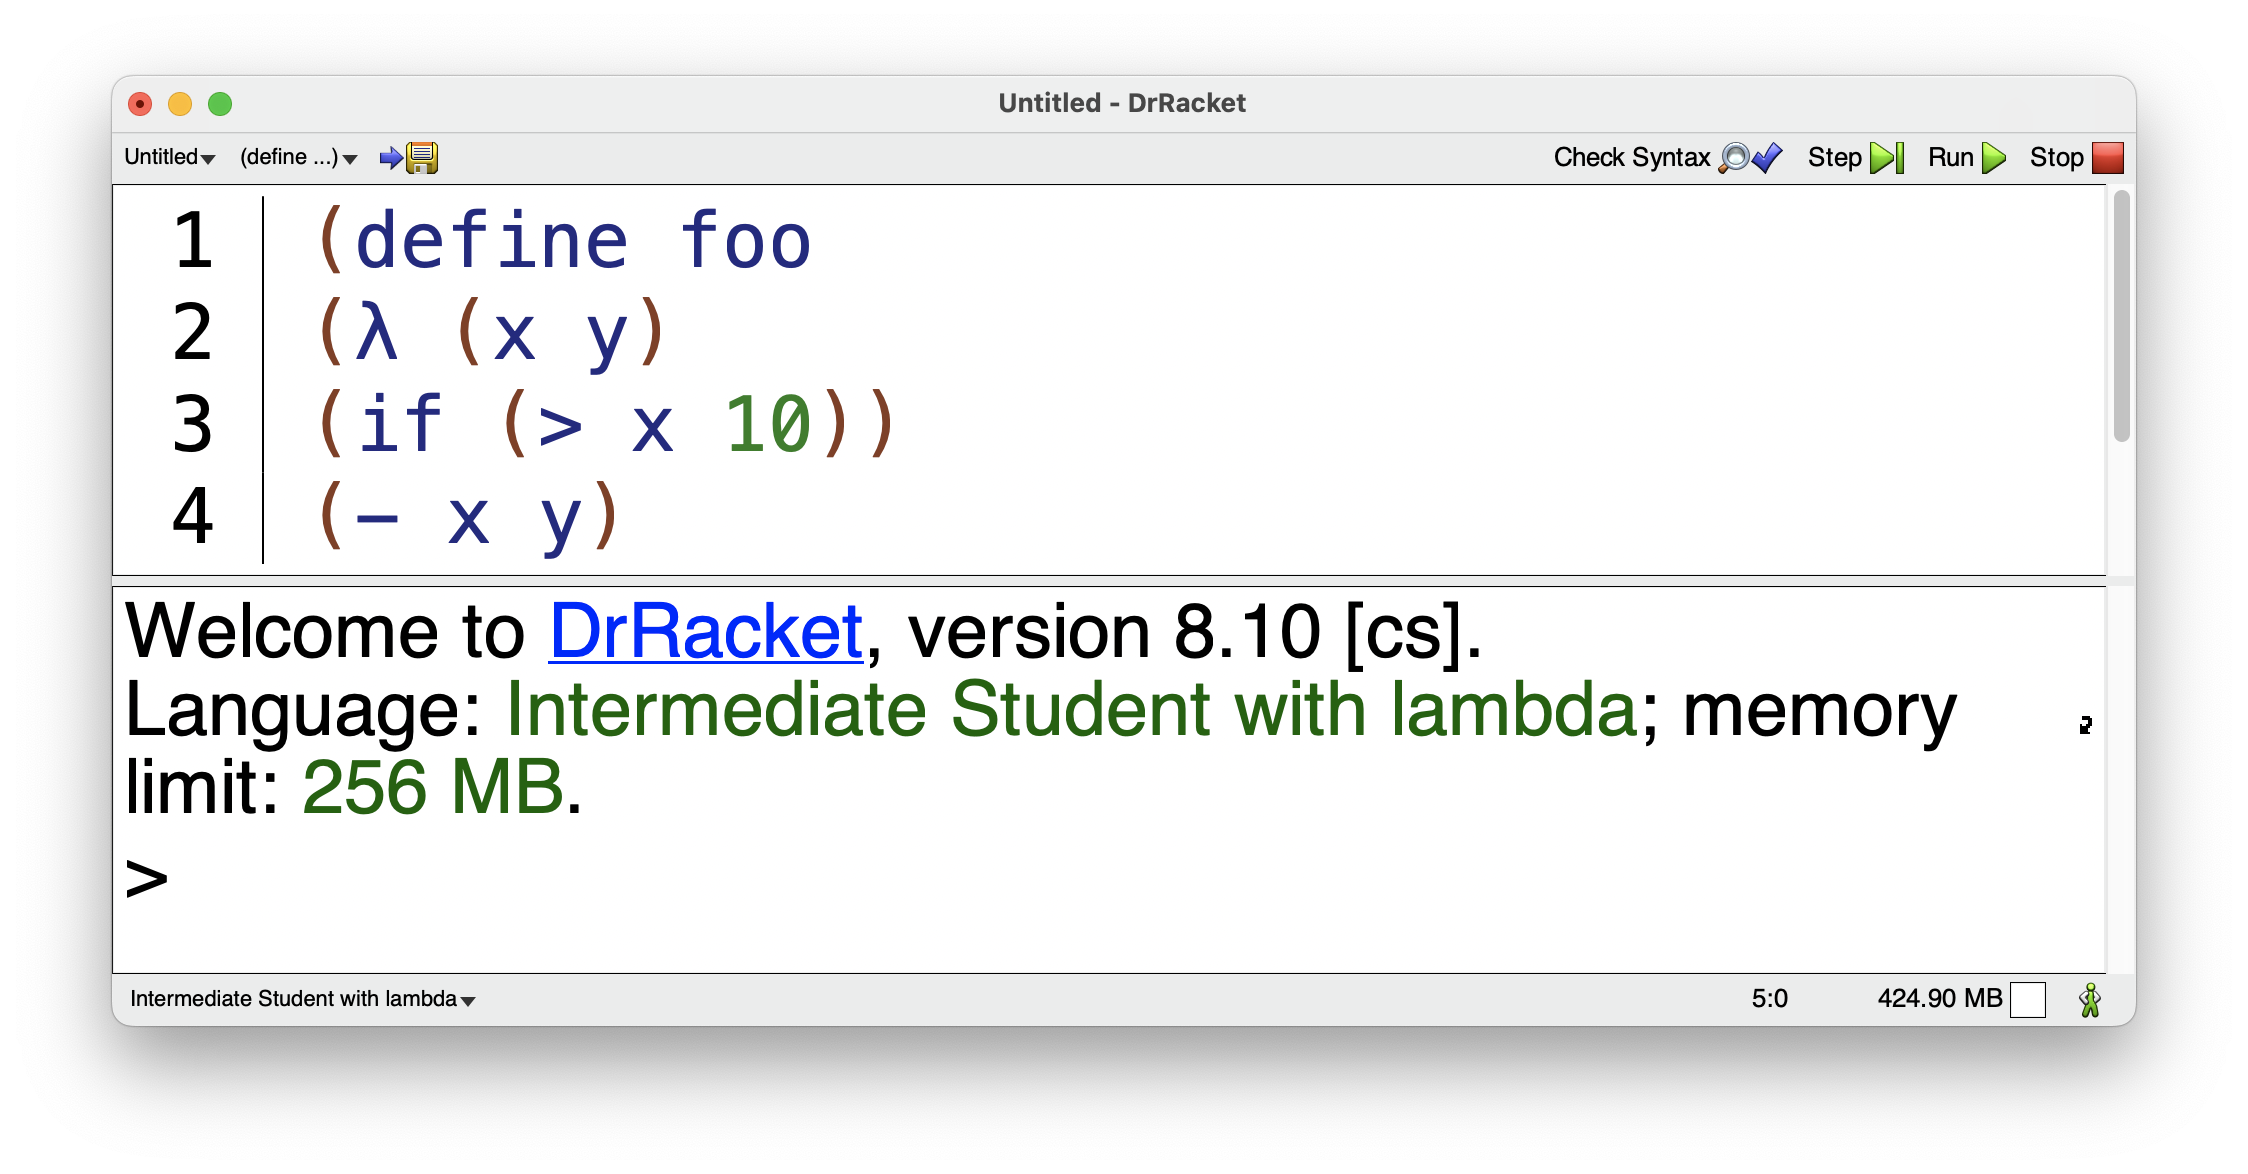 Untitled - DrRacket
Untitled (define ...) Check Syntax Step Run Stop
1 (define foo
2 (λ (x y)
3 (if (> x 10))
4 (- x y)
Welcome to DrRacket, version 8.10 [cs].
Language: Intermediate Student with lambda; memory
limit: 256 MB.
>
Intermediate Student with lambda 5:0 424.90 MB